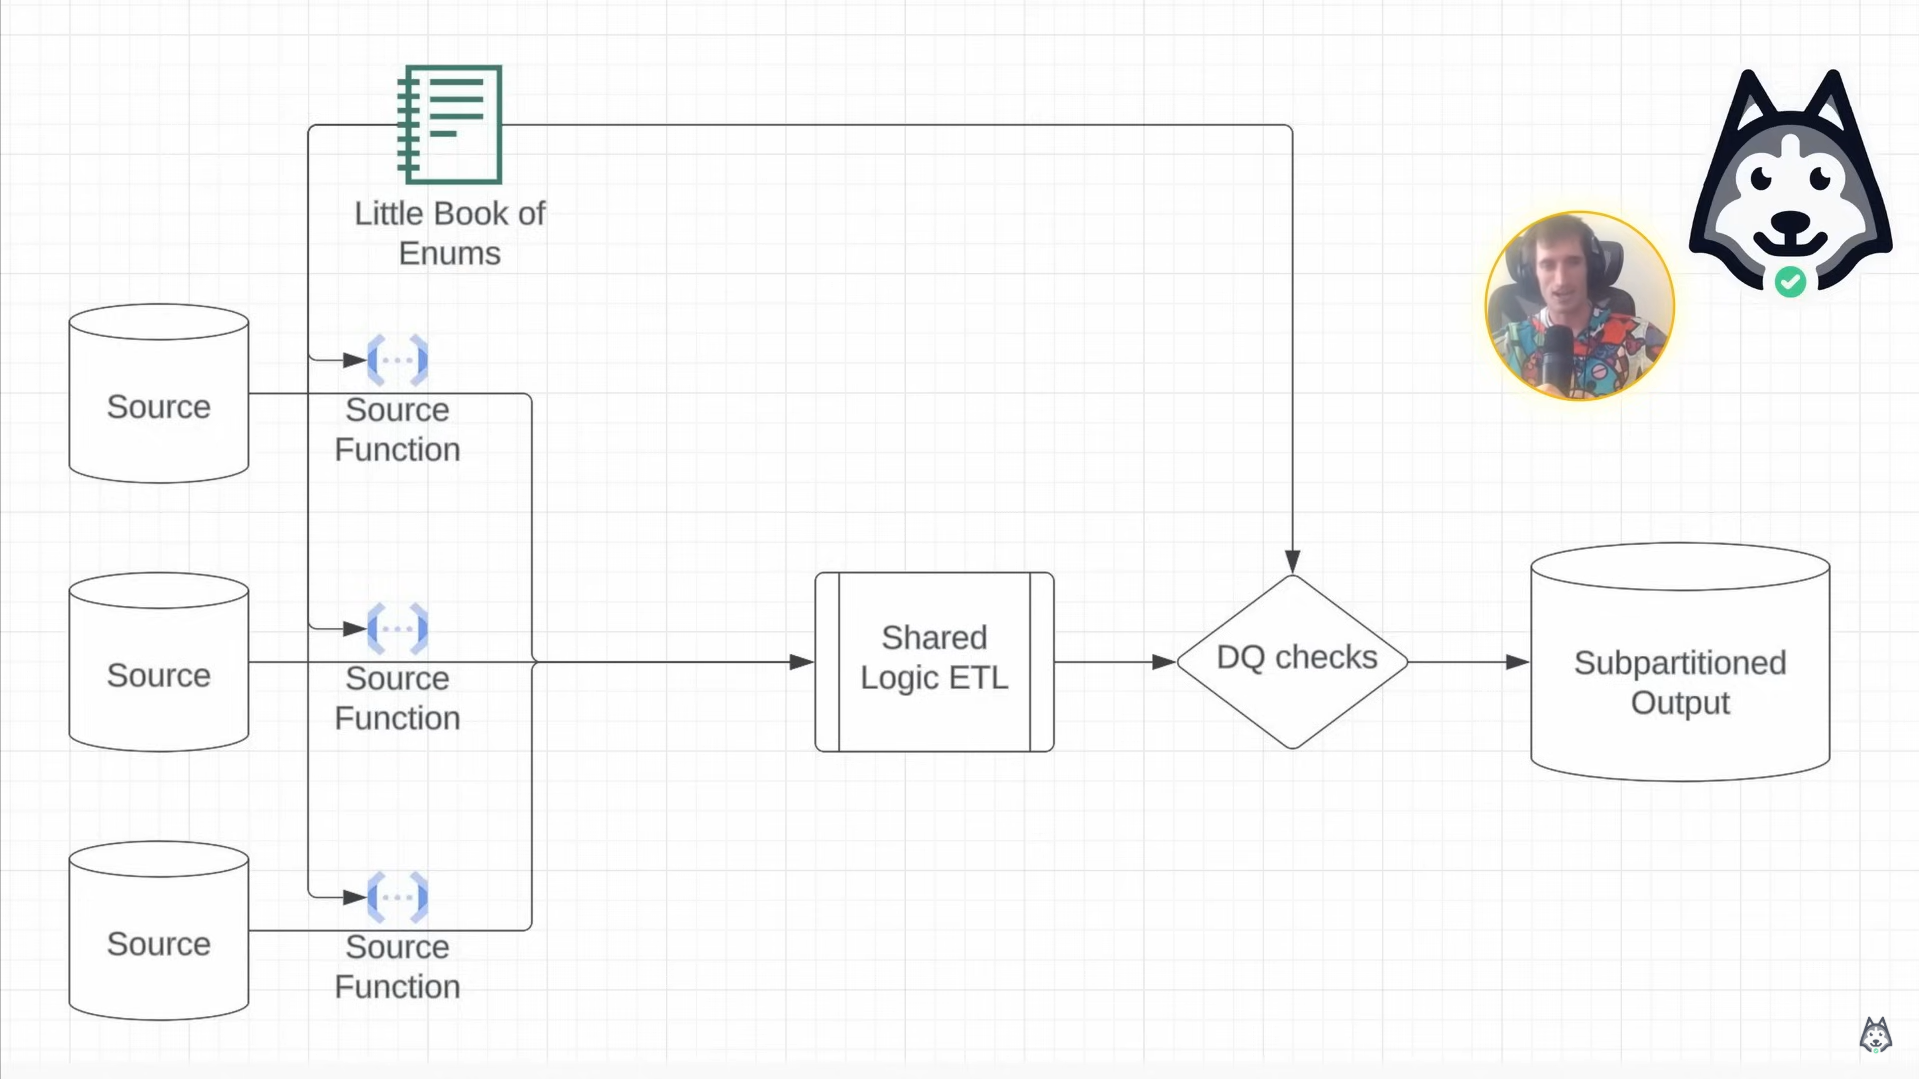 Little Book of
Enums
Source
Source
Function
Source
Source
Function
Source
Source
Function
Shared
Logic ETL
DQ checks
Subpartitioned
Output